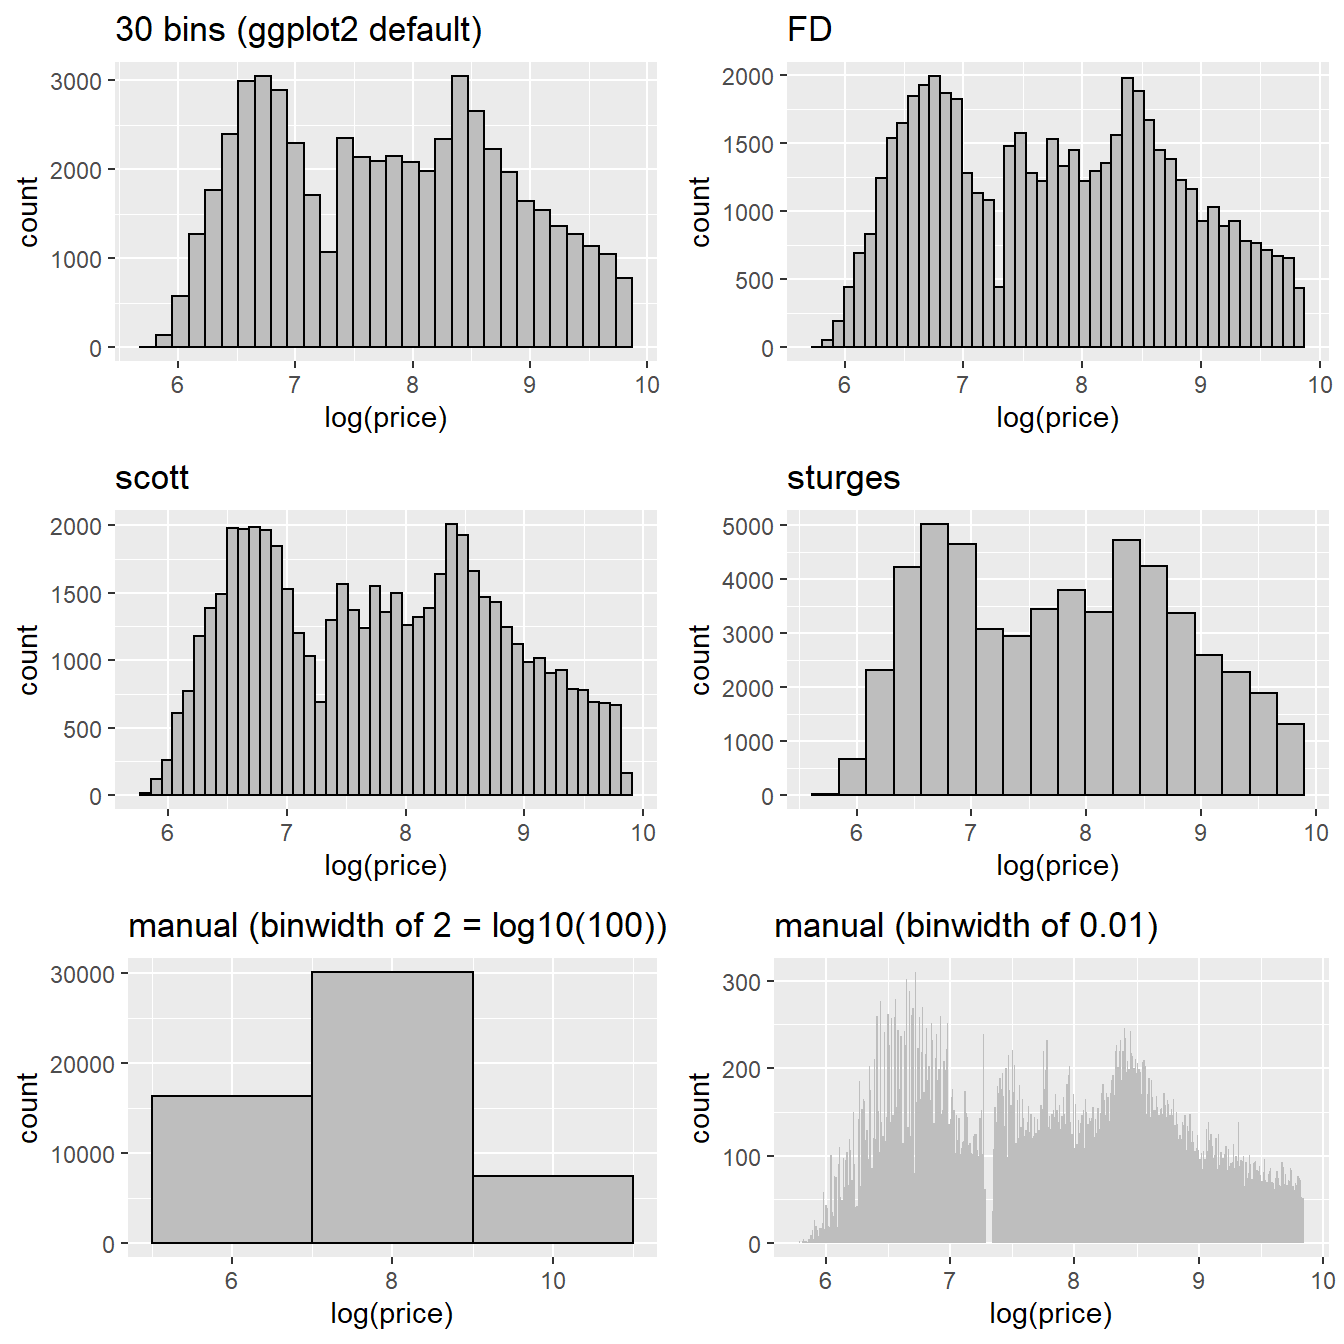 30 bins (ggplot2 default)
3000
2000
1000
0
count
6 7 8 9 10
log(price)
FD
2000
1500
1000
500
0
count
6 7 8 9 10
log(price)
scott
2000
1500
1000
500
0
count
6 7 8 9 10
log(price)
sturges
5000
4000
3000
2000
1000
0
count
6 7 8 9 10
log(price)
manual (binwidth of 2 = log10(100))
30000
20000
10000
0
count
6 8 10
log(price)
manual (binwidth of 0.01)
300
200
100
0
count
6 7 8 9 10
log(price)